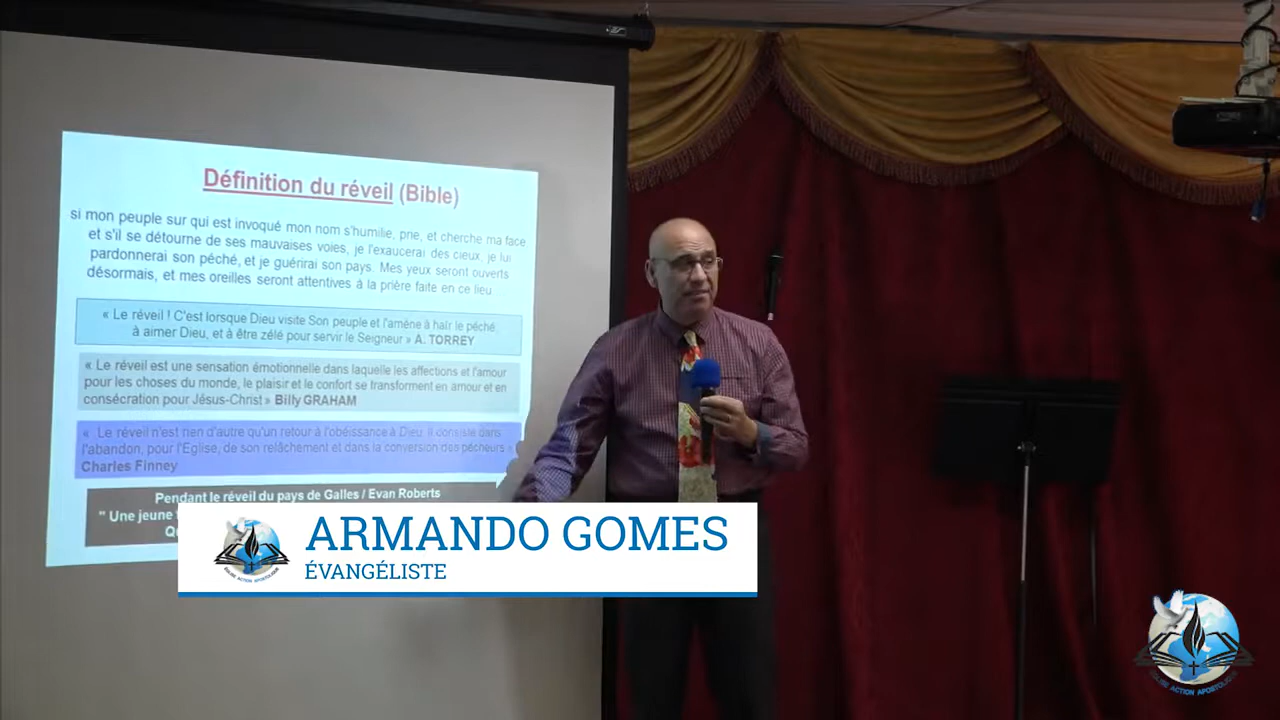 Définition du réveil (Bible)
si mon peuple sur qui est invoqué mon nom s'humilie, prie, et cherche ma face
et s'il se détourne de ses mauvaises voies, je l'exaucerai des cieux, je lui
pardonnerai son péché, et je guérirai son pays. Mes yeux seront ouverts
désormais, et mes oreilles seront attentives à la prière faite en ce lieu....
« Le réveil ! C'est lorsque Dieu visite Son peuple et l'amène à haïr le péché,
à aimer Dieu, et à être zélé pour servir le Seigneur » A. TORREY
« Le réveil est une sensation émotionnelle dans laquelle les affections et l'amour
pour les choses du monde, le plaisir et le confort se transforment en amour et en
consécration pour Jésus-Christ » Billy GRAHAM
« Le réveil n'est rien d'autre qu'un retour à l'obéissance à Dieu. Il consiste dans
l'abandon, pour l'Eglise, de son relâchement et dans la conversion des pécheurs »
Charles Finney
Pendant le réveil du pays de Galles / Evan Roberts
" Une jeune
ARMANDO GOMES
ÉVANGÉLISTE
ÉGLISE ACTION APOSTOLIQUE
ÉGLISE ACTION APOSTOLIQUE